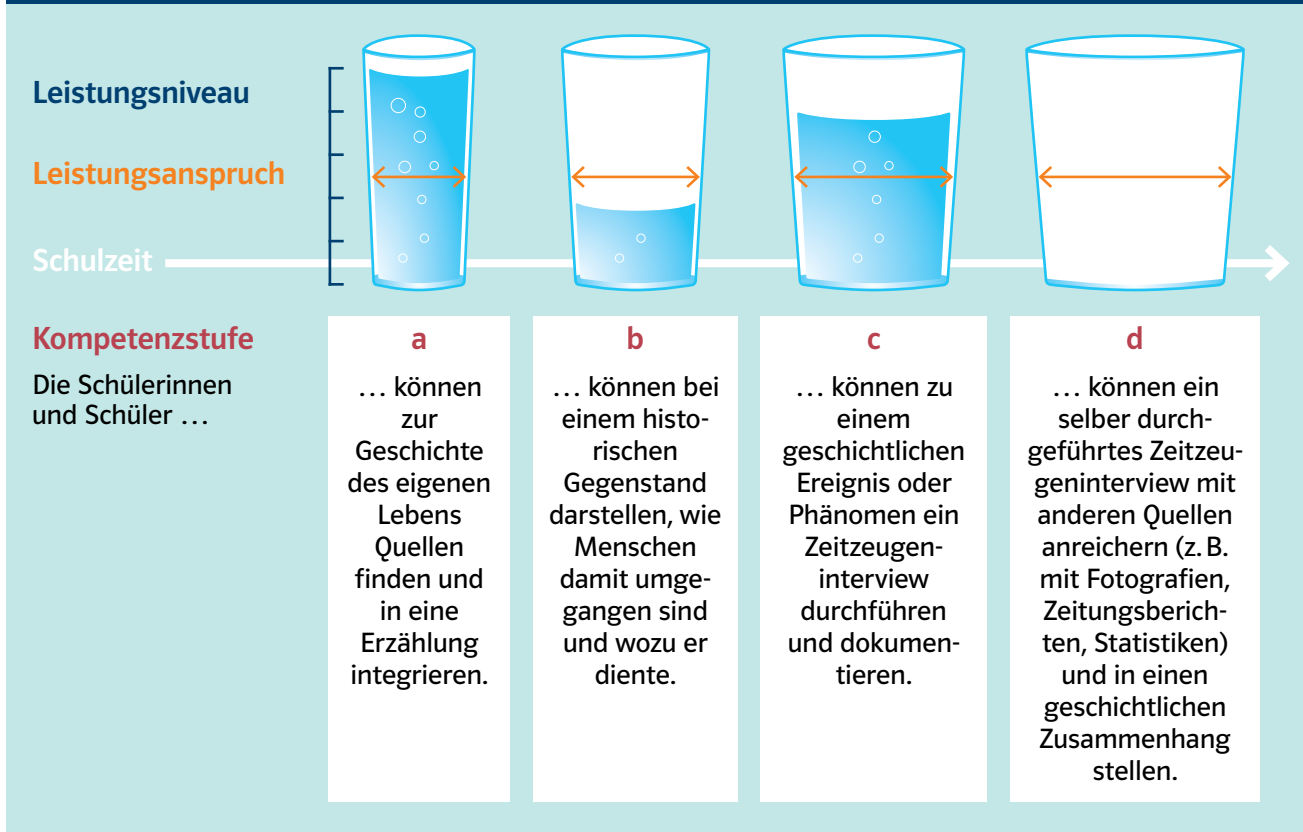 Leistungsniveau
Leistungsanspruch
Schulzeit
Kompetenzstufe
Die Schülerinnen
und Schüler …
a
… können
zur
Geschichte
des eigenen
Lebens
Quellen
finden und
in eine
Erzählung
integrieren.
b
… können bei
einem histo-
rischen
Gegenstand
darstellen, wie
Menschen
damit umge-
gangen sind
und wozu er
diente.
c
… können zu
einem
geschichtlichen
Ereignis oder
Phänomen ein
Zeitzeugen-
interview
durchführen
und dokumen-
tieren.
d
… können ein
selber durch-
geführtes Zeitzeu-
geninterview mit
anderen Quellen
anreichern (z. B.
mit Fotografien,
Zeitungsberich-
ten, Statistiken)
und in einen
geschichtlichen
Zusammenhang
stellen.